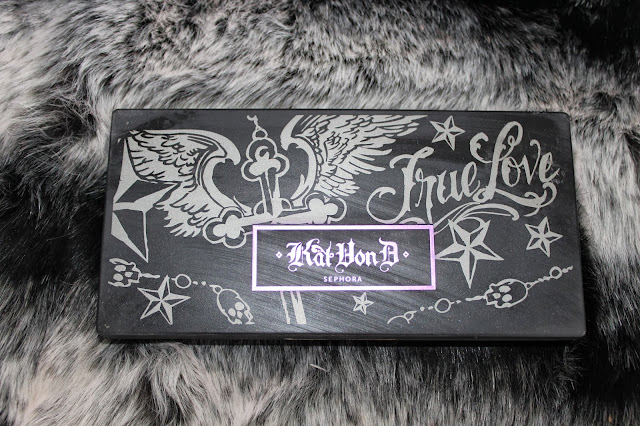 True Love
· Kat Von D ·
SEPHORA